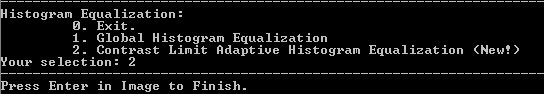 Histogram Equalization:
0. Exit.
1. Global Histogram Equalization
2. Contrast Limit Adaptive Histogram Equalization (New!)
Your selection: 2
Press Enter in Image to Finish.